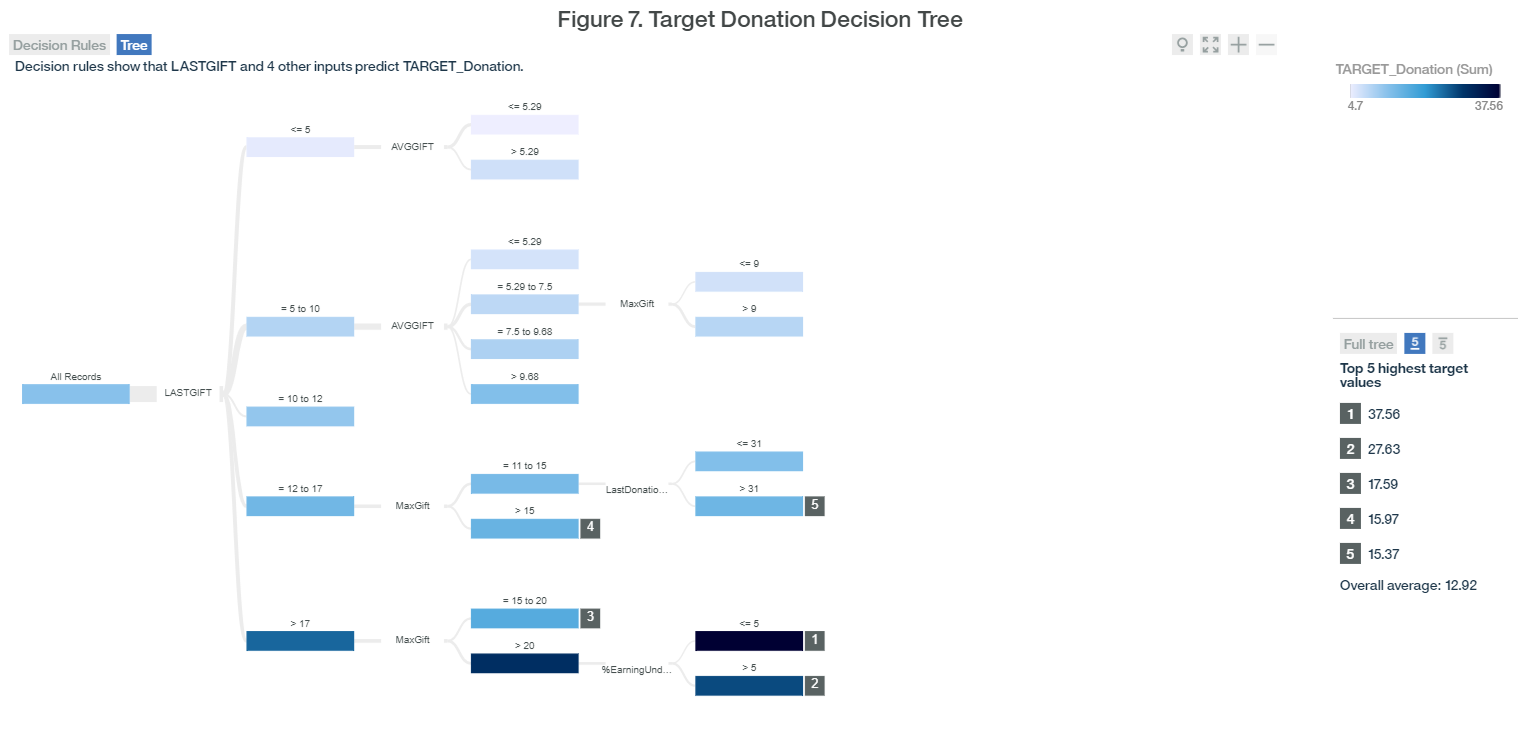 Figure 7. Target Donation Decision Tree
Decision Rules
Tree
Decision rules show that LASTGIFT and 4 other inputs predict TARGET_Donation.
TARGET_Donation (Sum)
4.7
37.56
All Records
LASTGIFT
<= 5
AVGGIFT
<= 5.29
> 5.29
= 5 to 10
AVGGIFT
<= 5.29
= 5.29 to 7.5
MaxGift
<= 9
> 9
= 7.5 to 9.68
> 9.68
= 10 to 12
= 12 to 17
MaxGift
= 11 to 15
LastDonatio...
<= 31
> 31
5
> 15
4
> 17
MaxGift
= 15 to 20
3
> 20
%EarningUnd...
<= 5
1
> 5
2
Full tree
5
5
Top 5 highest target
values
1 37.56
2 27.63
3 17.59
4 15.97
5 15.37
Overall average: 12.92